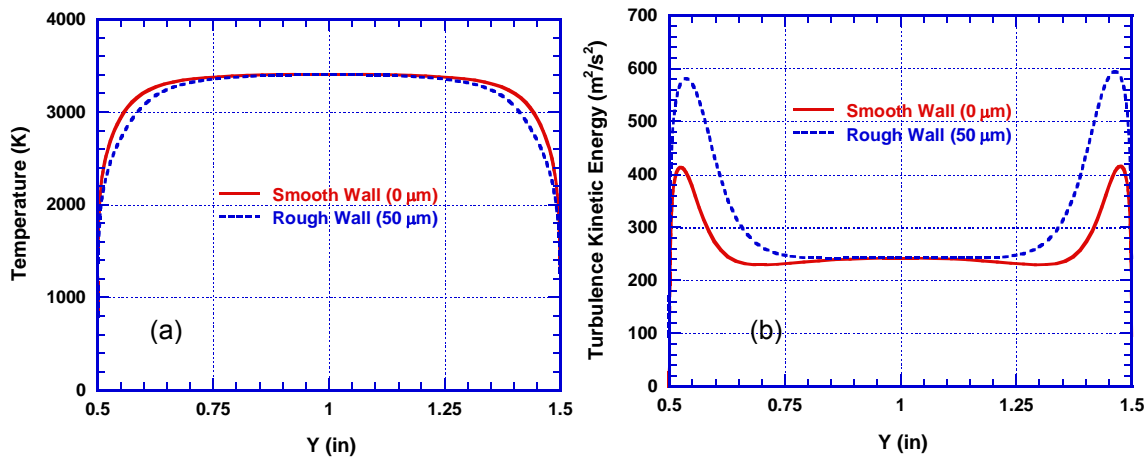 4000
3000
2000
1000
0
Temperature (K)
Smooth Wall (0 μm)
Rough Wall (50 μm)
(a)
0.5 0.75 1 1.25 1.5
Y (in)
700
600
500
400
300
200
100
0
Turbulence Kinetic Energy (m²/s²)
Smooth Wall (0 μm)
Rough Wall (50 μm)
(b)
0.5 0.75 1 1.25 1.5
Y (in)